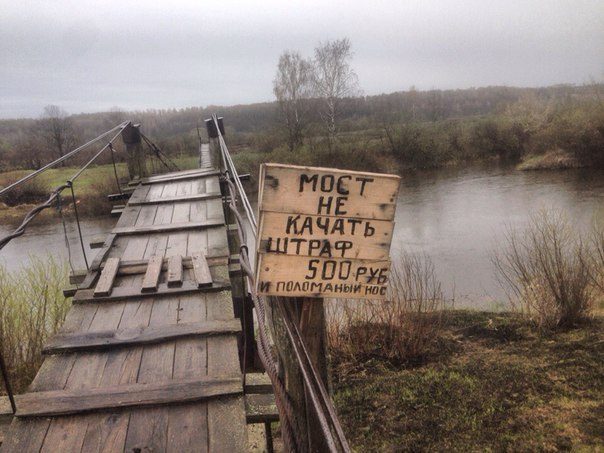 МОСТ
НЕ
КАЧАТЬ
ШТРАФ
500 РУБ
И ПОЛОМАНЫЙ НОС